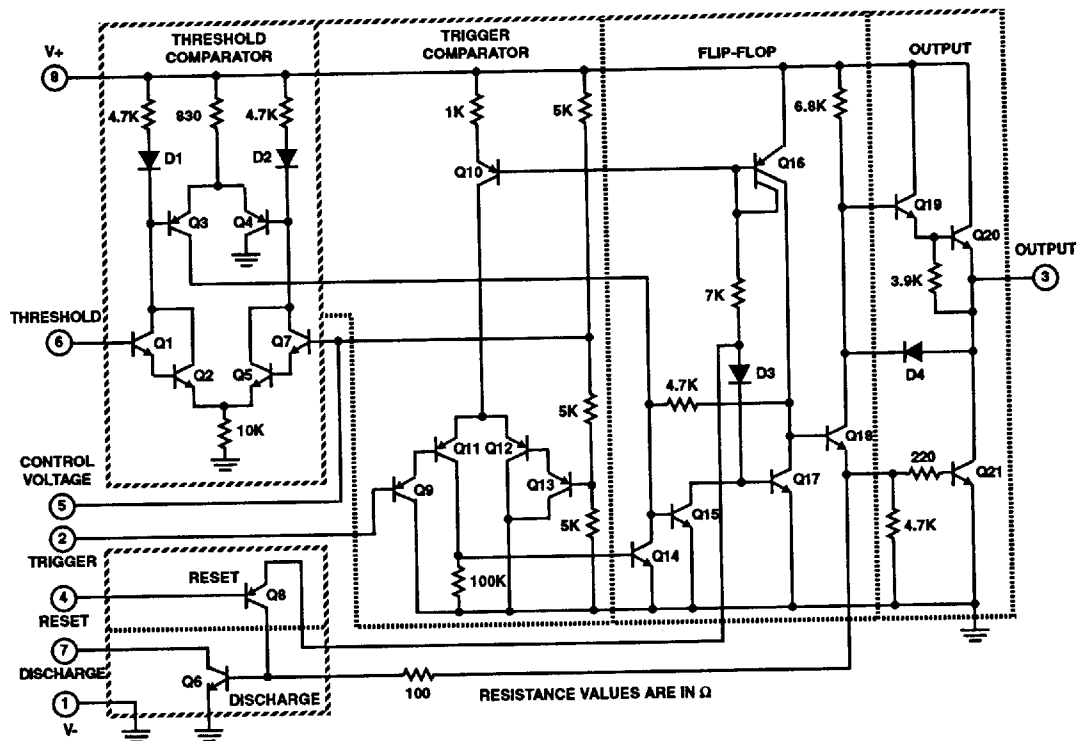 THRESHOLD
COMPARATOR
TRIGGER
COMPARATOR
FLIP-FLOP
OUTPUT
V+
8
4.7K
830
4.7K
1K
5K
6.8K
D1
D2
Q10
Q16
Q3
Q4
Q19
Q20
OUTPUT
3
7K
3.9K
THRESHOLD
6
Q1
Q7
Q2
Q5
D3
D4
4.7K
10K
5K
Q11
Q12
Q18
CONTROL
VOLTAGE
5
Q9
Q13
Q17
220
Q21
2
TRIGGER
5K
Q15
4.7K
RESET
100K
Q14
4
RESET
Q8
7
DISCHARGE
Q6
DISCHARGE
100
RESISTANCE VALUES ARE IN Ω
1
V-